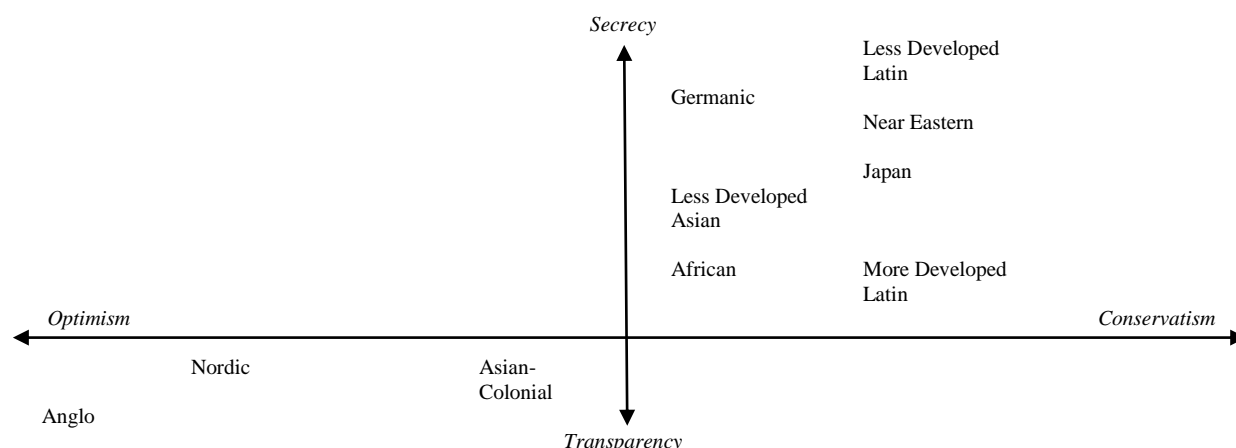 Secrecy
Less Developed
Latin
Germanic
Near Eastern
Japan
Less Developed
Asian
African
More Developed
Latin
Optimism
Conservatism
Nordic
Asian-
Colonial
Anglo
Transparency